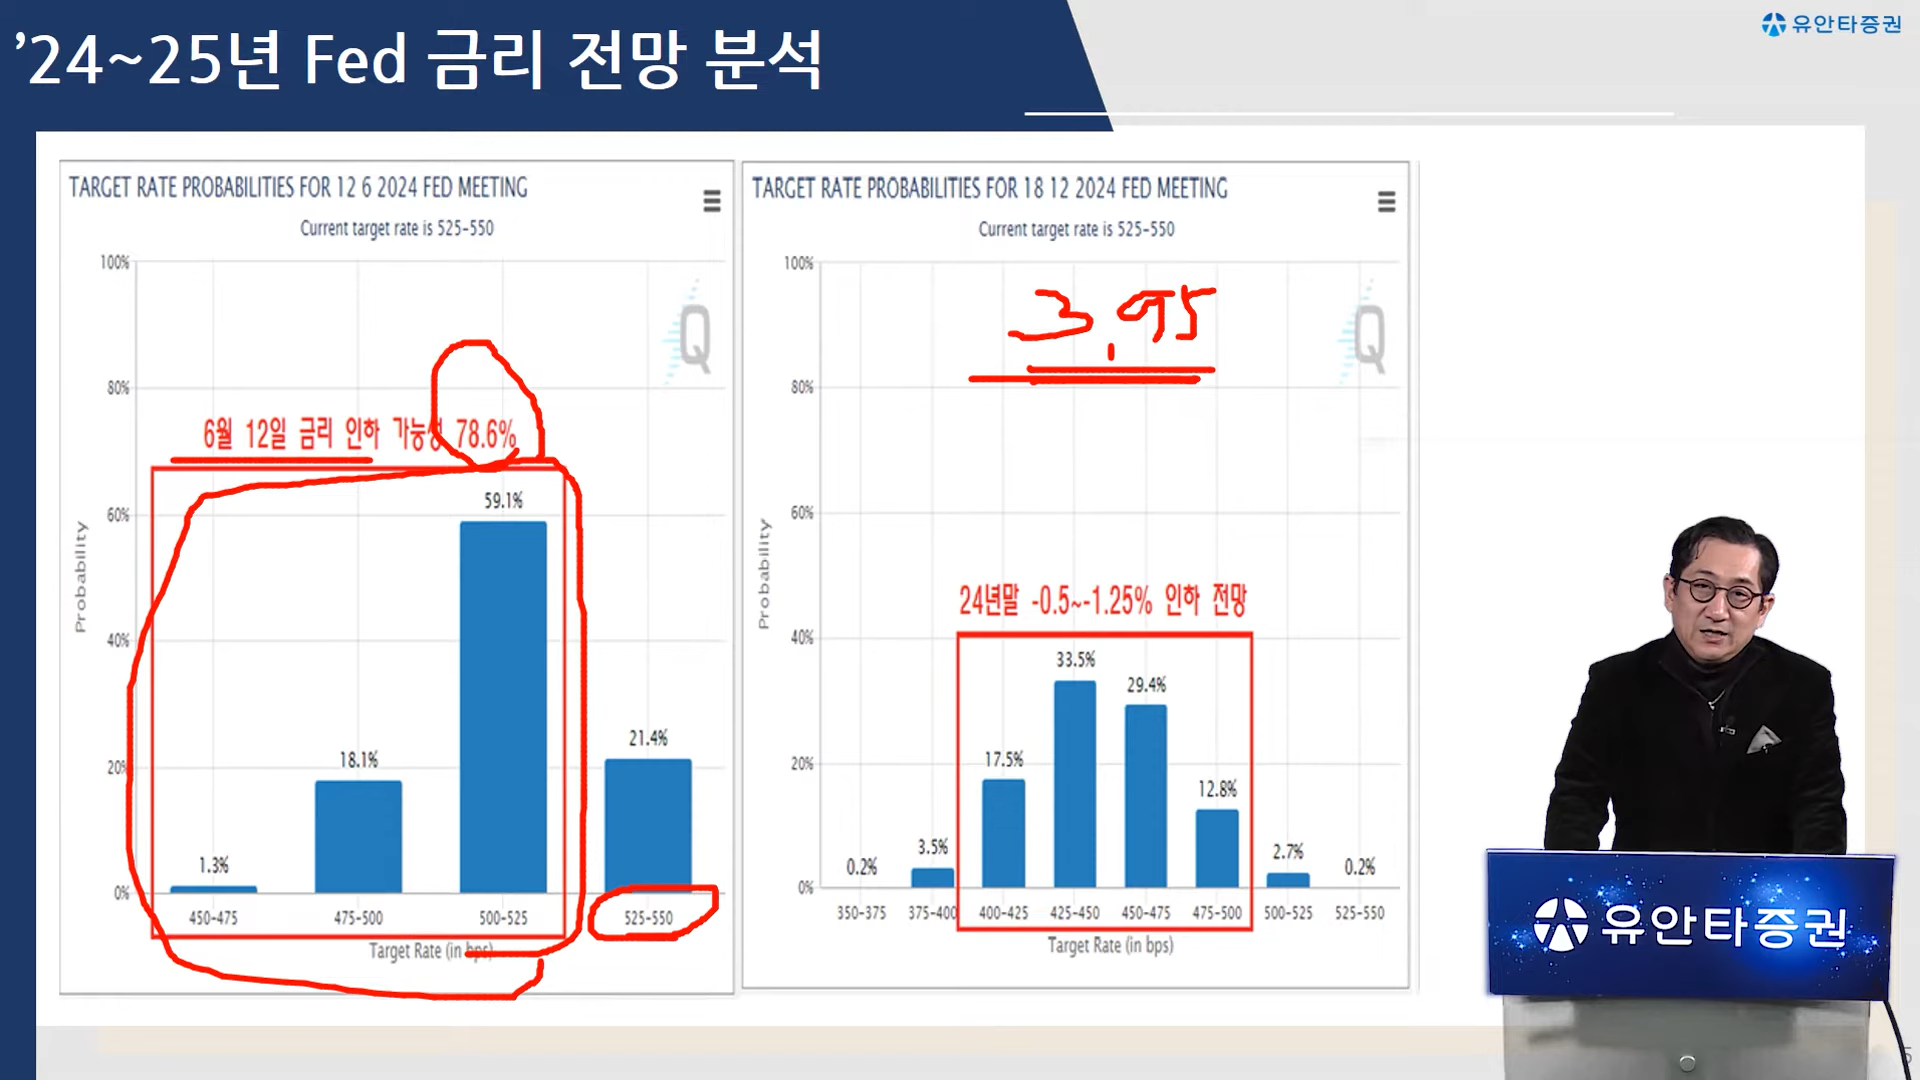 ’24~25년 Fed 금리 전망 분석
유안타증권
TARGET RATE PROBABILITIES FOR 12 6 2024 FED MEETING
Current target rate is 525-550
100%
80%
60%
40%
20%
0%
Probability
Q
6월 12일 금리 인하 가능성 78.6%
1.3%
18.1%
59.1%
21.4%
450-475
475-500
500-525
525-550
Target Rate (in bps)
TARGET RATE PROBABILITIES FOR 18 12 2024 FED MEETING
Current target rate is 525-550
100%
80%
60%
40%
20%
0%
Probability
Q
3.95
24년말 -0.5~-1.25% 인하 전망
0.2%
3.5%
17.5%
33.5%
29.4%
12.8%
2.7%
0.2%
350-375
375-400
400-425
425-450
450-475
475-500
500-525
525-550
Target Rate (in bps)
유안타증권
5